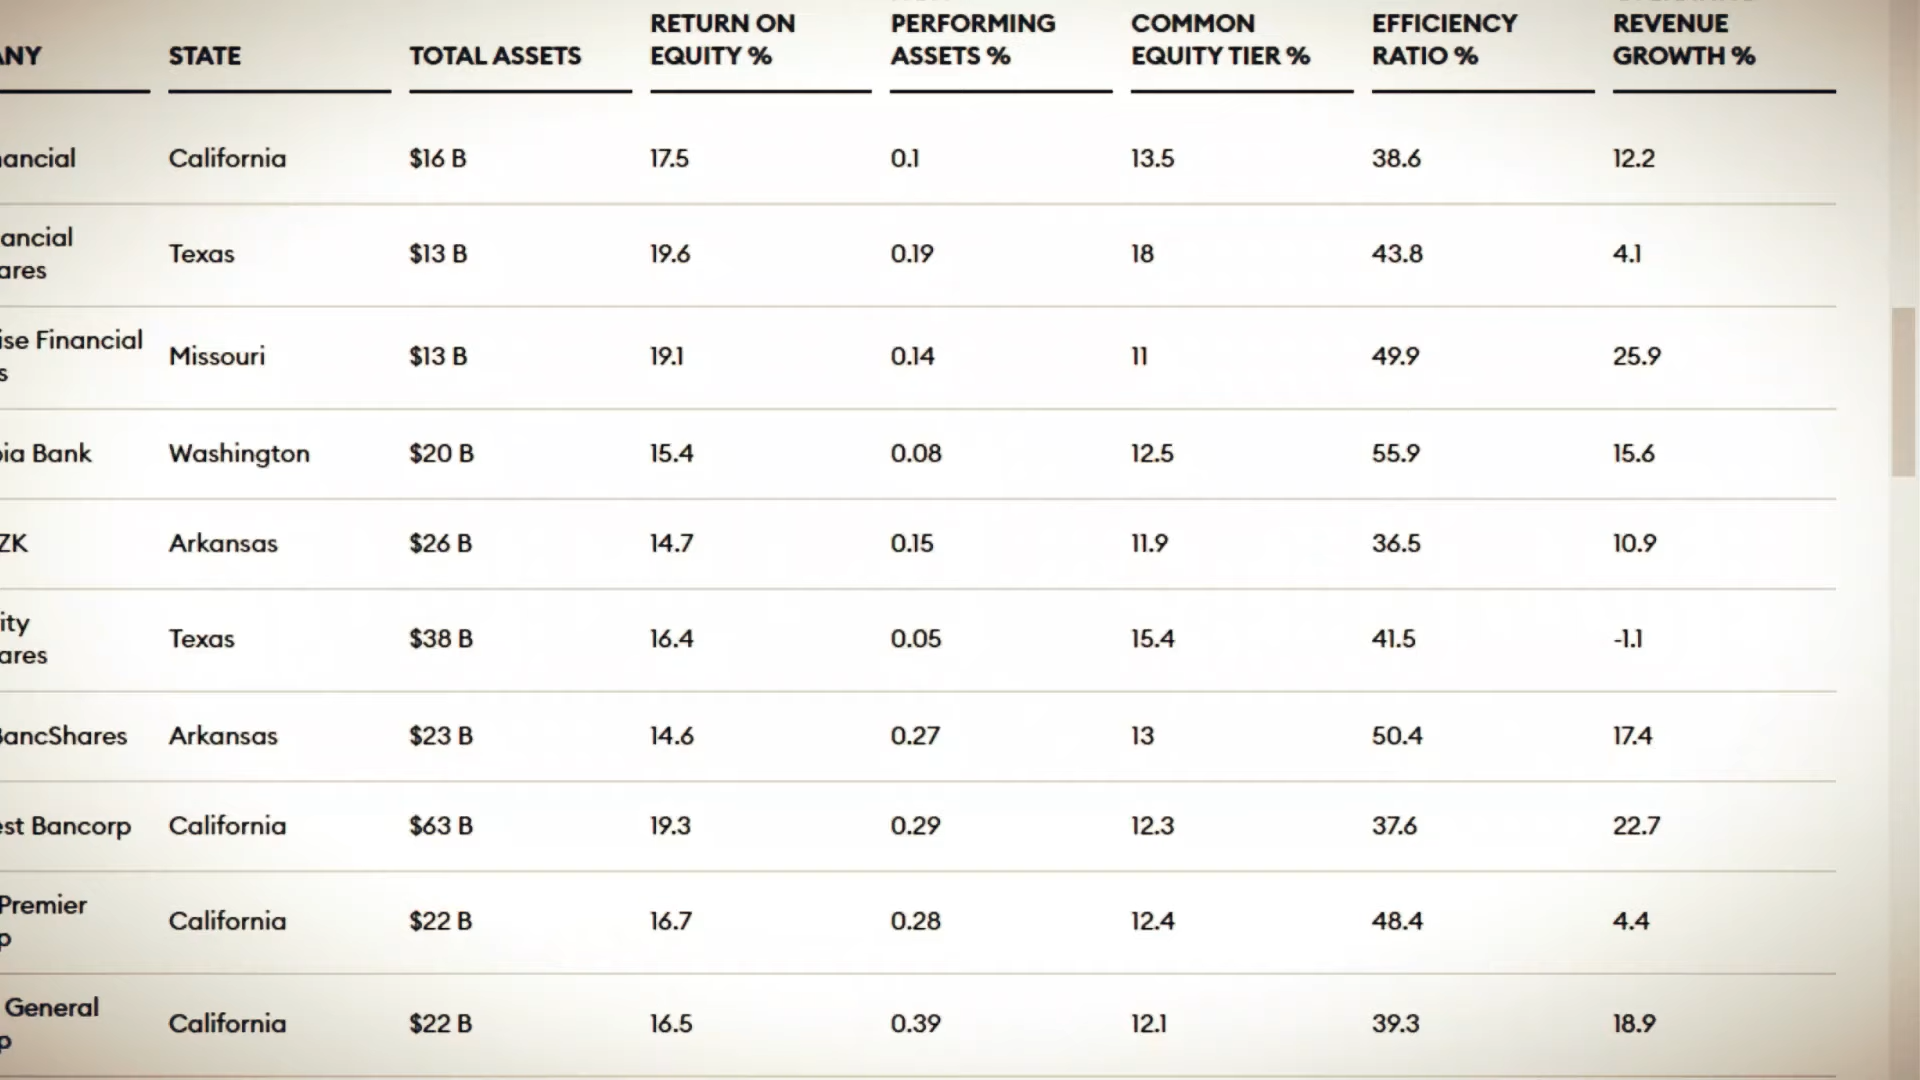 ANY STATE TOTAL ASSETS RETURN ON EQUITY % PERFORMING ASSETS % COMMON EQUITY TIER % EFFICIENCY RATIO % REVENUE GROWTH %
ancial California $16 B 17.5 0.1 13.5 38.6 12.2
ancial
ares Texas $13 B 19.6 0.19 18 43.8 4.1
ise Financial
s Missouri $13 B 19.1 0.14 11 49.9 25.9
ia Bank Washington $20 B 15.4 0.08 12.5 55.9 15.6
ZK Arkansas $26 B 14.7 0.15 11.9 36.5 10.9
ity
ares Texas $38 B 16.4 0.05 15.4 41.5 -1.1
BancShares Arkansas $23 B 14.6 0.27 13 50.4 17.4
est Bancorp California $63 B 19.3 0.29 12.3 37.6 22.7
Premier
p California $22 B 16.7 0.28 12.4 48.4 4.4
General
p California $22 B 16.5 0.39 12.1 39.3 18.9